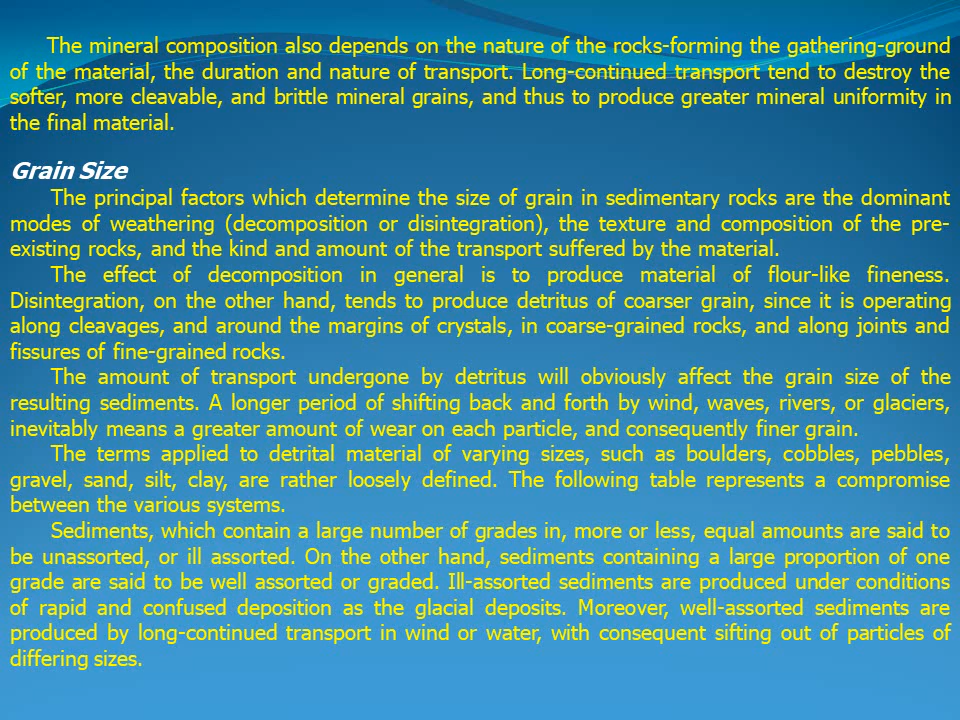 The mineral composition also depends on the nature of the rocks-forming the gathering-ground
of the material, the duration and nature of transport. Long-continued transport tend to destroy the
softer, more cleavable, and brittle mineral grains, and thus to produce greater mineral uniformity in
the final material.
Grain Size
The principal factors which determine the size of grain in sedimentary rocks are the dominant
modes of weathering (decomposition or disintegration), the texture and composition of the pre-
existing rocks, and the kind and amount of the transport suffered by the material.
The effect of decomposition in general is to produce material of flour-like fineness.
Disintegration, on the other hand, tends to produce detritus of coarser grain, since it is operating
along cleavages, and around the margins of crystals, in coarse-grained rocks, and along joints and
fissures of fine-grained rocks.
The amount of transport undergone by detritus will obviously affect the grain size of the
resulting sediments. A longer period of shifting back and forth by wind, waves, rivers, or glaciers,
inevitably means a greater amount of wear on each particle, and consequently finer grain.
The terms applied to detrital material of varying sizes, such as boulders, cobbles, pebbles,
gravel, sand, silt, clay, are rather loosely defined. The following table represents a compromise
between the various systems.
Sediments, which contain a large number of grades in, more or less, equal amounts are said to
be unassorted, or ill assorted. On the other hand, sediments containing a large proportion of one
grade are said to be well assorted or graded. Ill-assorted sediments are produced under conditions
of rapid and confused deposition as the glacial deposits. Moreover, well-assorted sediments are
produced by long-continued transport in wind or water, with consequent sifting out of particles of
differing sizes.